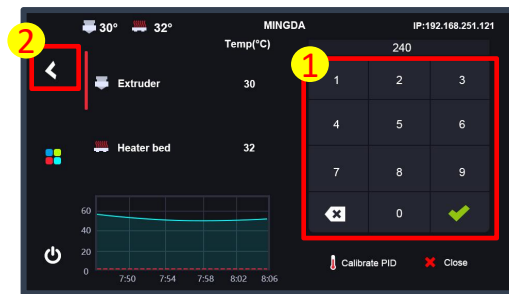 30° 32° MINGDA IP:192.168.251.121
2
Temp(°C)
240
1
Extruder 30
1 2 3
4 5 6
Heater bed 32
7 8 9
0
60
40
20
0
7:50 7:54 7:58 8:02 8:06
Calibrate PID Close